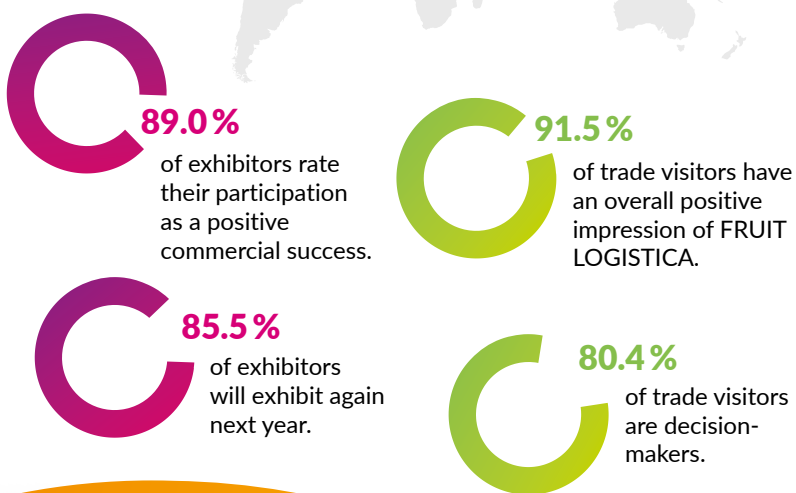 89.0 %
of exhibitors rate
their participation
as a positive
commercial success.
91.5 %
of trade visitors have
an overall positive
impression of FRUIT
LOGISTICA.
85.5 %
of exhibitors
will exhibit again
next year.
80.4 %
of trade visitors
are decision-
makers.